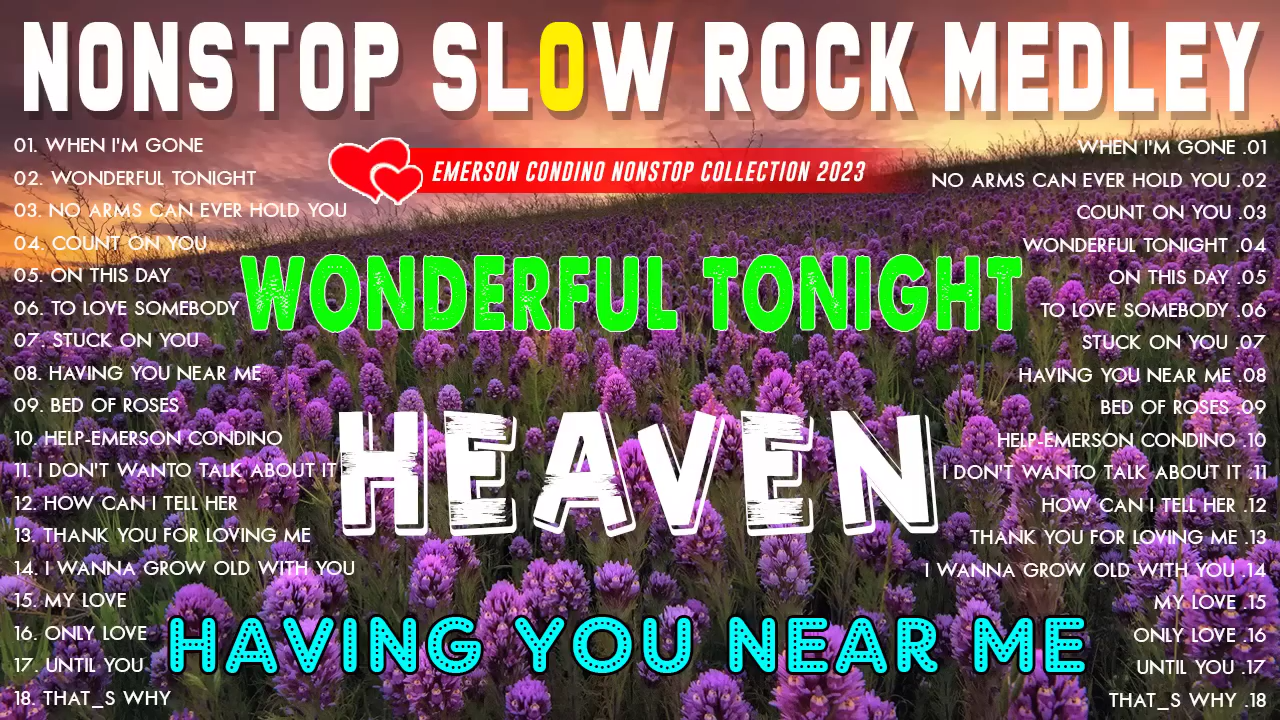 NONSTOP SLOW ROCK MEDLEY
EMERSON CONDINO NONSTOP COLLECTION 2023
01. WHEN I'M GONE
02. WONDERFUL TONIGHT
03. NO ARMS CAN EVER HOLD YOU
04. COUNT ON YOU
05. ON THIS DAY
06. TO LOVE SOMEBODY
07. STUCK ON YOU
08. HAVING YOU NEAR ME
09. BED OF ROSES
10. HELP-EMERSON CONDINO
11. I DON'T WANTO TALK ABOUT IT
12. HOW CAN I TELL HER
13. THANK YOU FOR LOVING ME
14. I WANNA GROW OLD WITH YOU
15. MY LOVE
16. ONLY LOVE
17. UNTIL YOU
18. THAT_S WHY
WONDERFUL TONIGHT
HEAVEN
HAVING YOU NEAR ME
WHEN I'M GONE .01
NO ARMS CAN EVER HOLD YOU .02
COUNT ON YOU .03
WONDERFUL TONIGHT .04
ON THIS DAY .05
TO LOVE SOMEBODY .06
STUCK ON YOU .07
HAVING YOU NEAR ME .08
BED OF ROSES .09
HELP-EMERSON CONDINO .10
I DON'T WANTO TALK ABOUT IT .11
HOW CAN I TELL HER .12
THANK YOU FOR LOVING ME .13
I WANNA GROW OLD WITH YOU .14
MY LOVE .15
ONLY LOVE .16
UNTIL YOU .17
THAT_S WHY .18